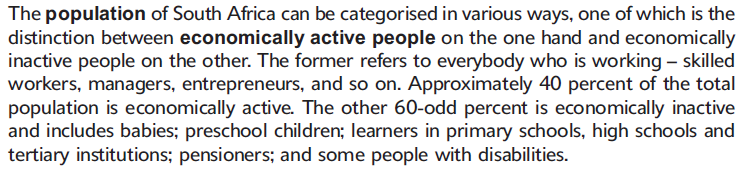 The population of South Africa can be categorised in various ways, one of which is the
distinction between economically active people on the one hand and economically
inactive people on the other. The former refers to everybody who is working – skilled
workers, managers, entrepreneurs, and so on. Approximately 40 percent of the total
population is economically active. The other 60-odd percent is economically inactive
and includes babies; preschool children; learners in primary schools, high schools and
tertiary institutions; pensioners; and some people with disabilities.